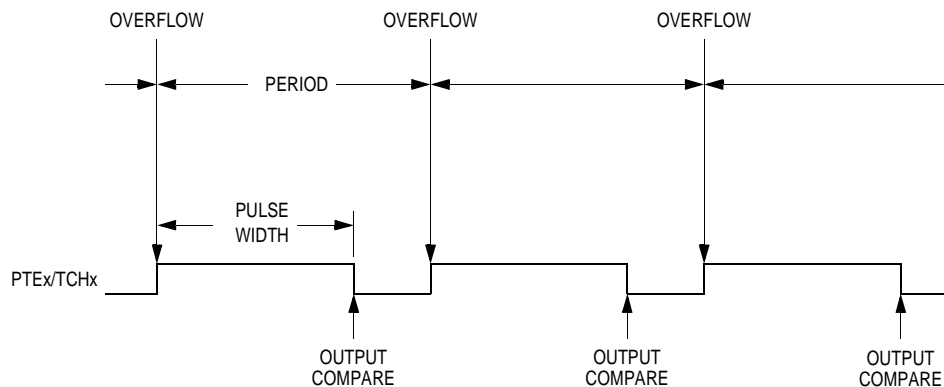 OVERFLOW
OVERFLOW
OVERFLOW
PERIOD
PULSE
WIDTH
PTEx/TCHx
OUTPUT
COMPARE
OUTPUT
COMPARE
OUTPUT
COMPARE